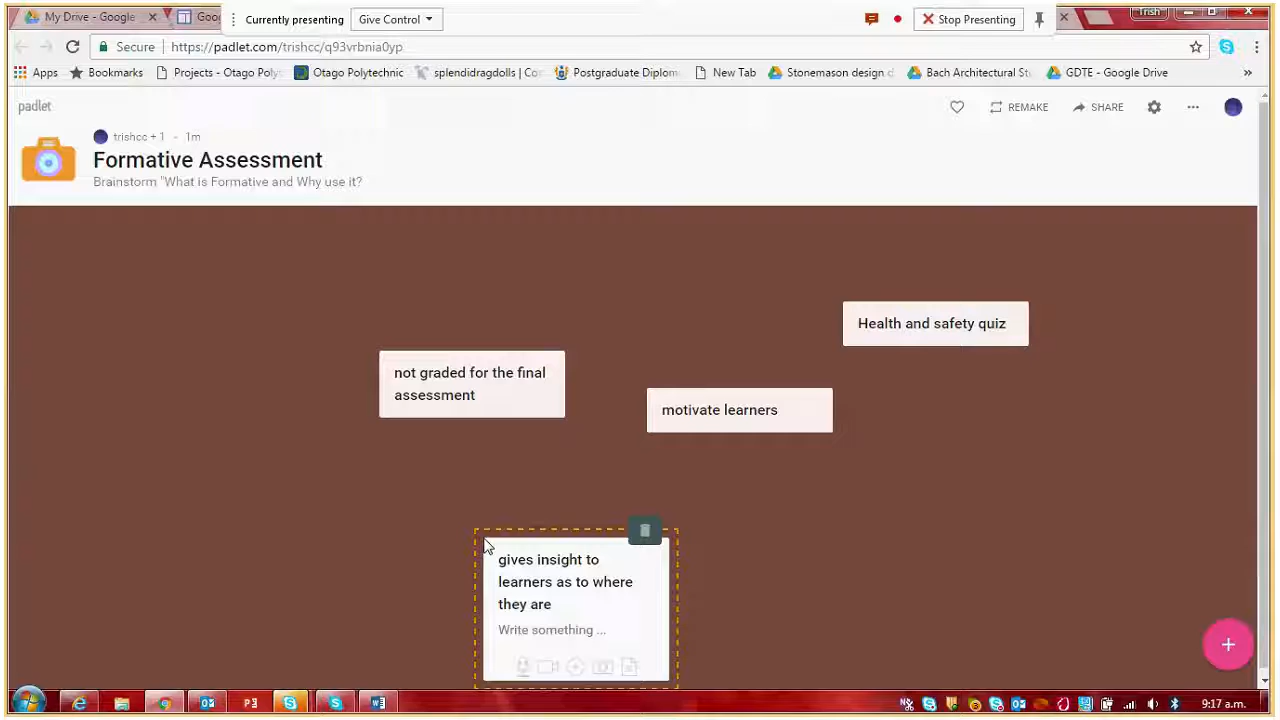 Currently presenting
Give Control
Stop Presenting
Trish
My Drive - Google
Goo
Secure
https://padlet.com/trishcc/q93vrbnia0yp
Apps
Bookmarks
Projects - Otago Poly
Otago Polytechnic
splendidragdolls | Co
Postgraduate Diplom
New Tab
Stonemason design d
Bach Architectural St
GDTE - Google Drive
»
padlet
REMAKE
SHARE
trishcc + 1 - 1m
Formative Assessment
Brainstorm "What is Formative and Why use it?
Health and safety quiz
not graded for the final
assessment
motivate learners
gives insight to
learners as to where
they are
Write something ...
9:17 a.m.